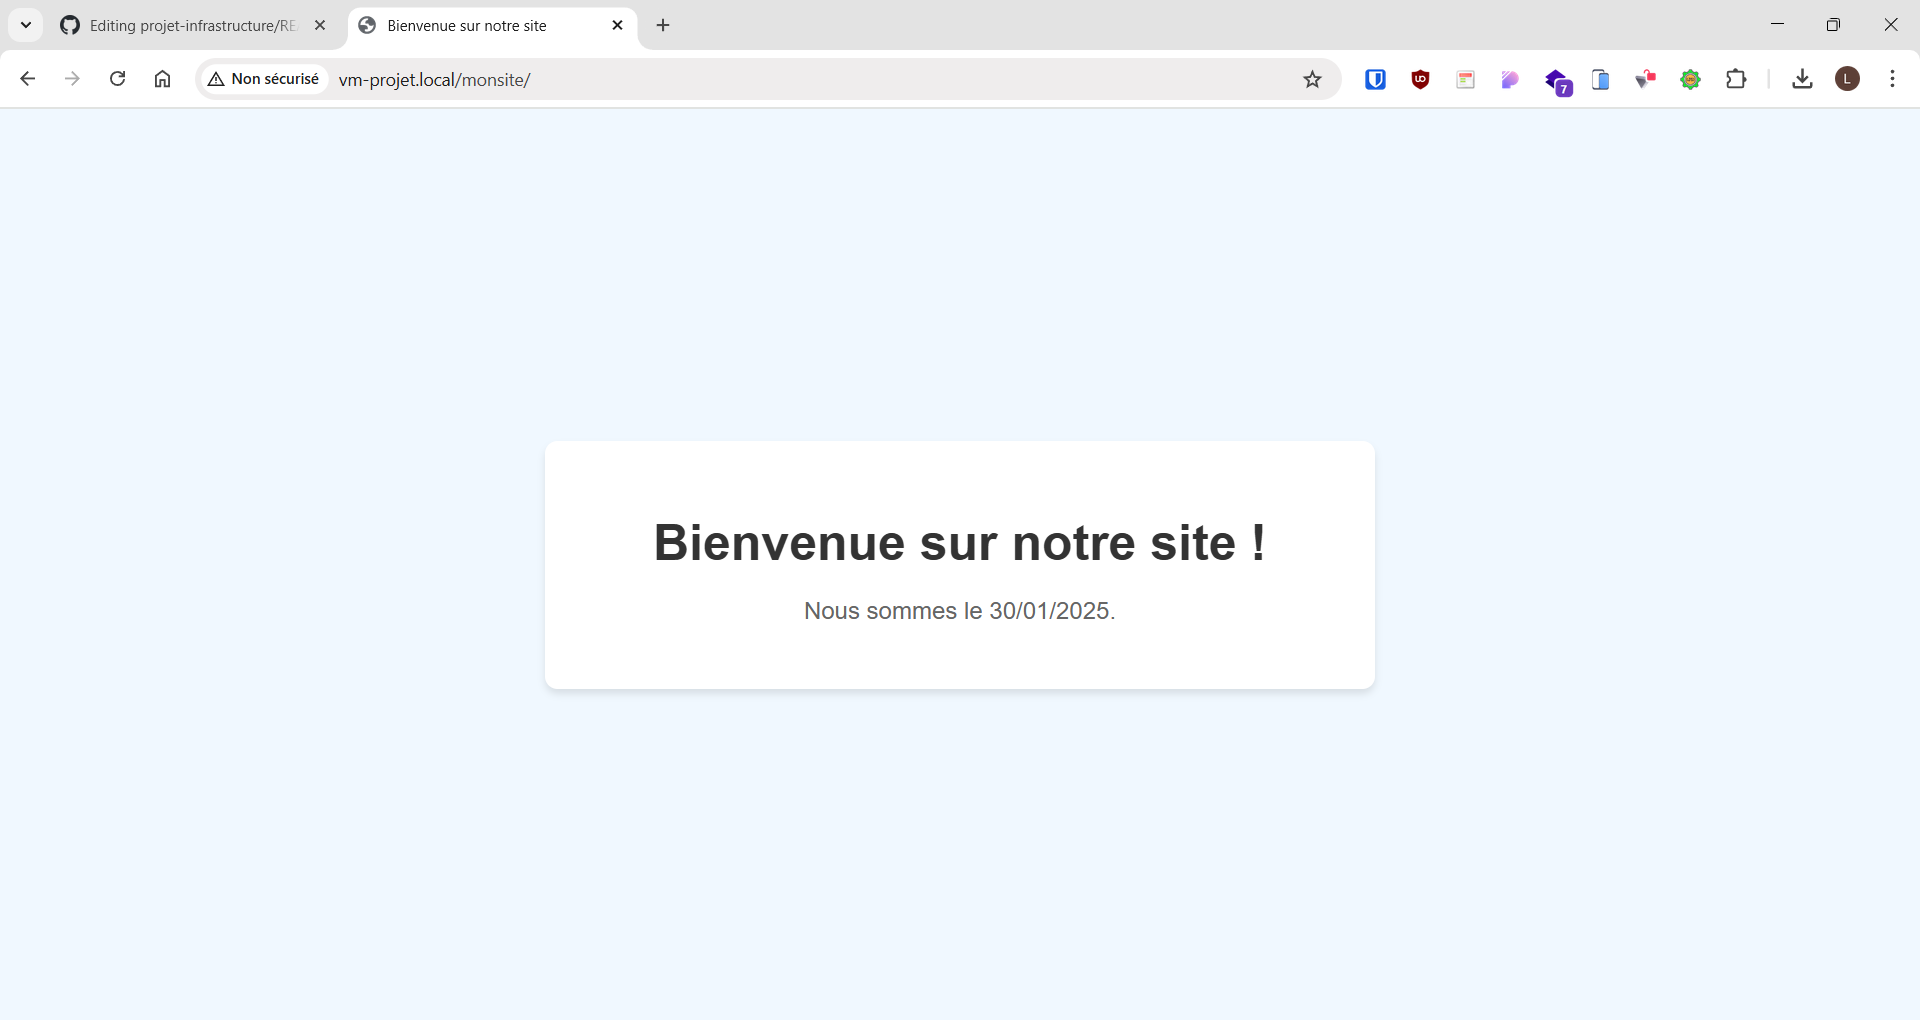 Editing projet-infrastructure/RE
Bienvenue sur notre site
Non sécurisé
vm-projet.local/monsite/
7
L
Bienvenue sur notre site !
Nous sommes le 30/01/2025.